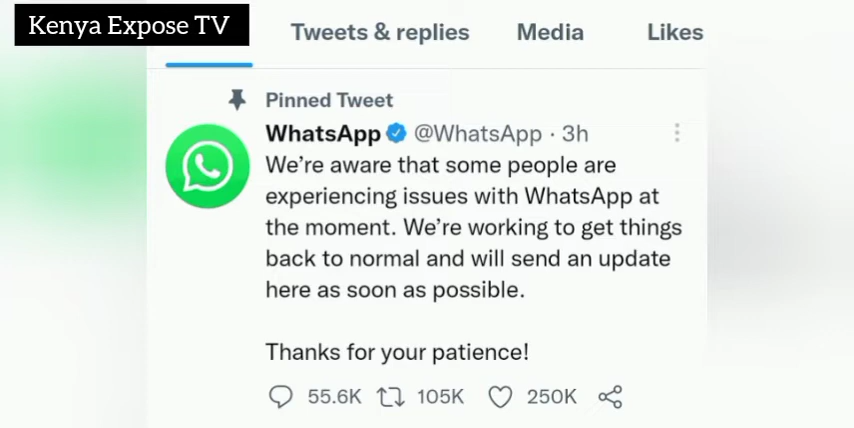 Kenya Expose TV
Tweets & replies Media Likes
Pinned Tweet
WhatsApp @WhatsApp · 3h
We’re aware that some people are
experiencing issues with WhatsApp at
the moment. We’re working to get things
back to normal and will send an update
here as soon as possible.
Thanks for your patience!
55.6K 105K 250K